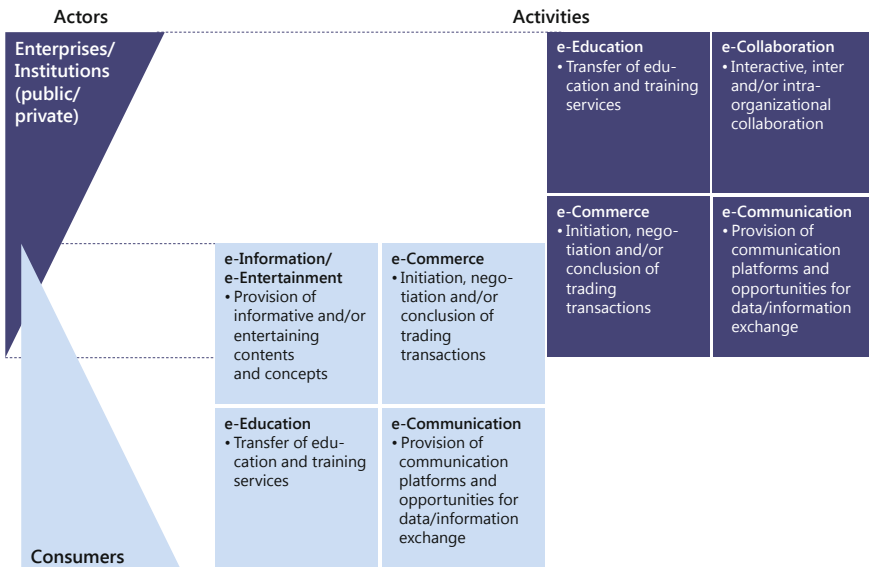 Actors
Activities
Enterprises/
Institutions
(public/
private)
e-Education
• Transfer of edu-
cation and training
services
e-Collaboration
• Interactive, inter
and/or intra-
organizational
collaboration
e-Commerce
• Initiation, nego-
tiation and/or
conclusion of
trading
transactions
e-Communication
• Provision of
communication
platforms and
opportunities for
data/information
exchange
e-Information/
e-Entertainment
• Provision of
informative and/or
entertaining
contents
and concepts
e-Commerce
• Initiation, nego-
tiation and/or
conclusion of
trading
transactions
e-Education
• Transfer of edu-
cation and training
services
e-Communication
• Provision of
communication
platforms and
opportunities for
data/information
exchange
Consumers